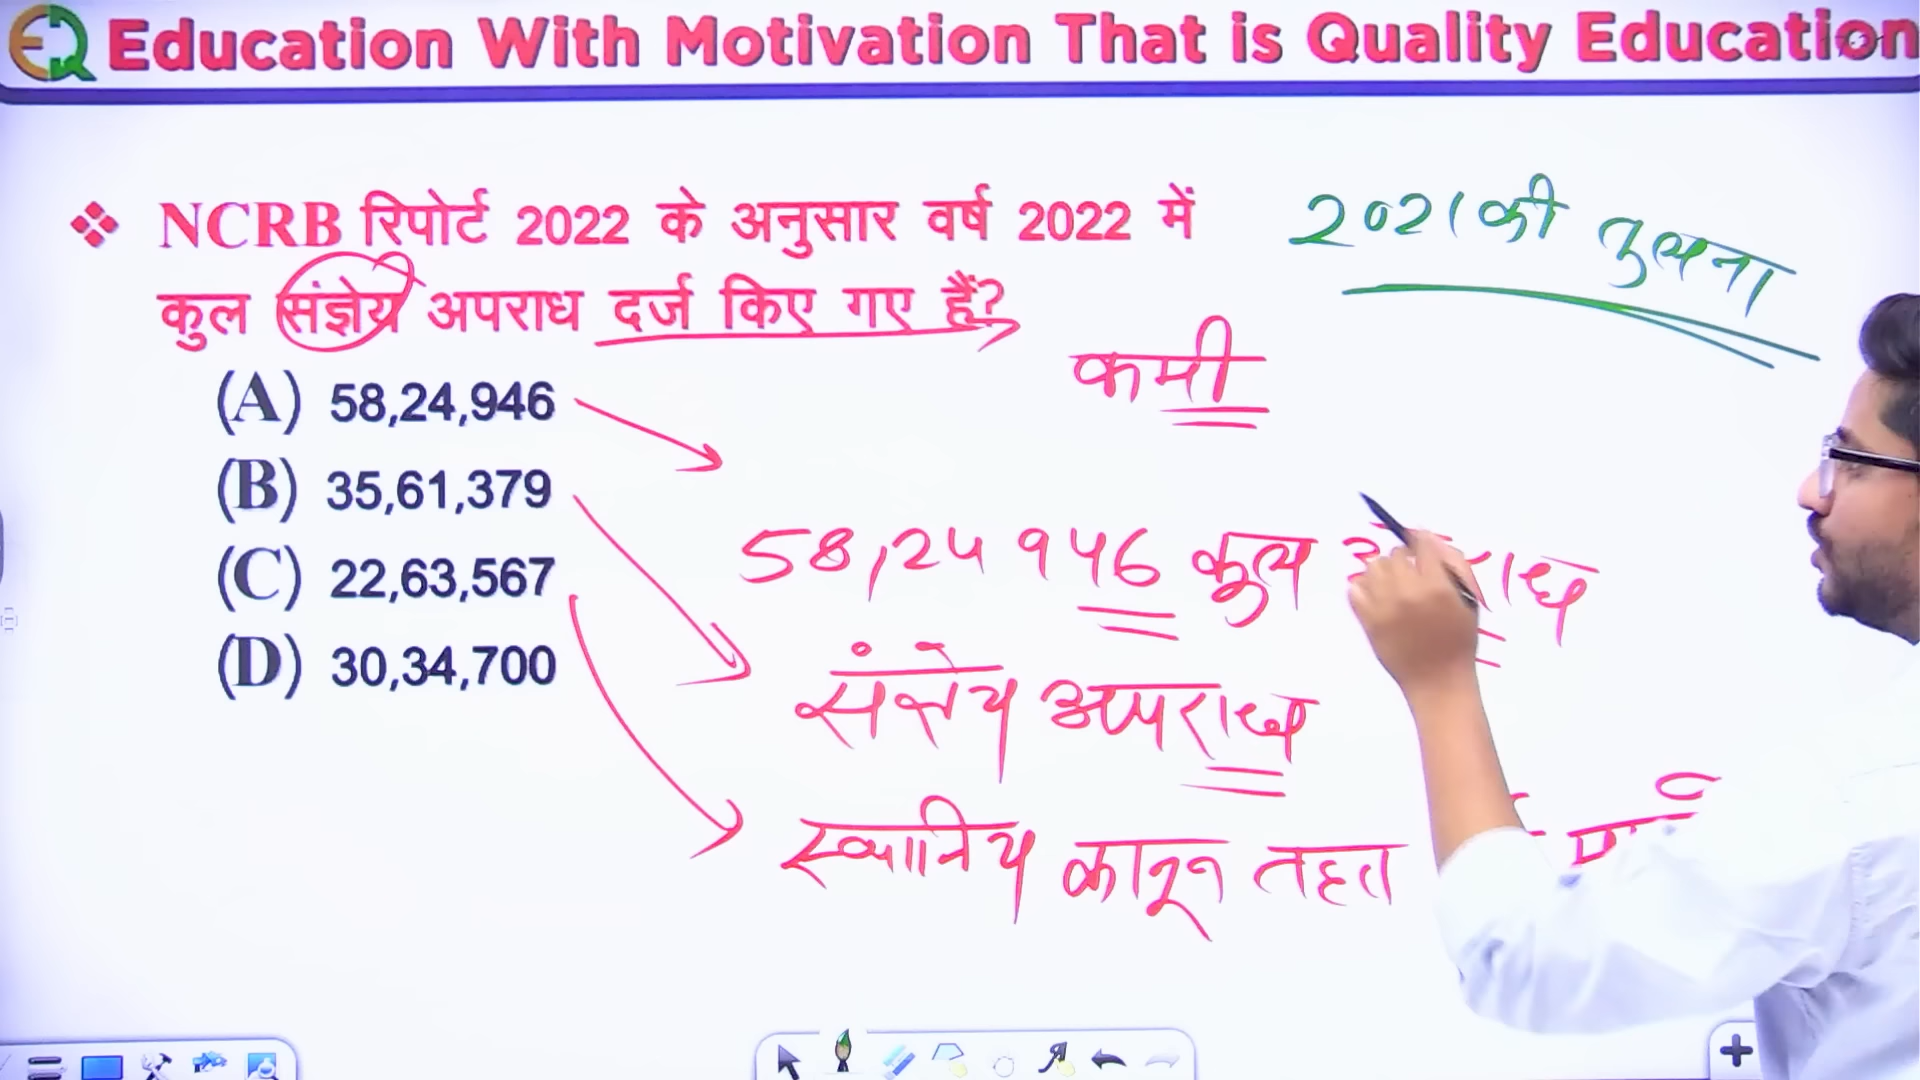 Education With Motivation That is Quality Education
❖ NCRB रिपोर्ट 2022 के अनुसार वर्ष 2022 में
कुल संज्ञेय अपराध दर्ज किए गए हैं?
(A) 58,24,946
(B) 35,61,379
(C) 22,63,567
(D) 30,34,700
2021 की तुलना
कमी
58,24 946 कुल
संज्ञेय अपराध
स्थानिय कानून तहत